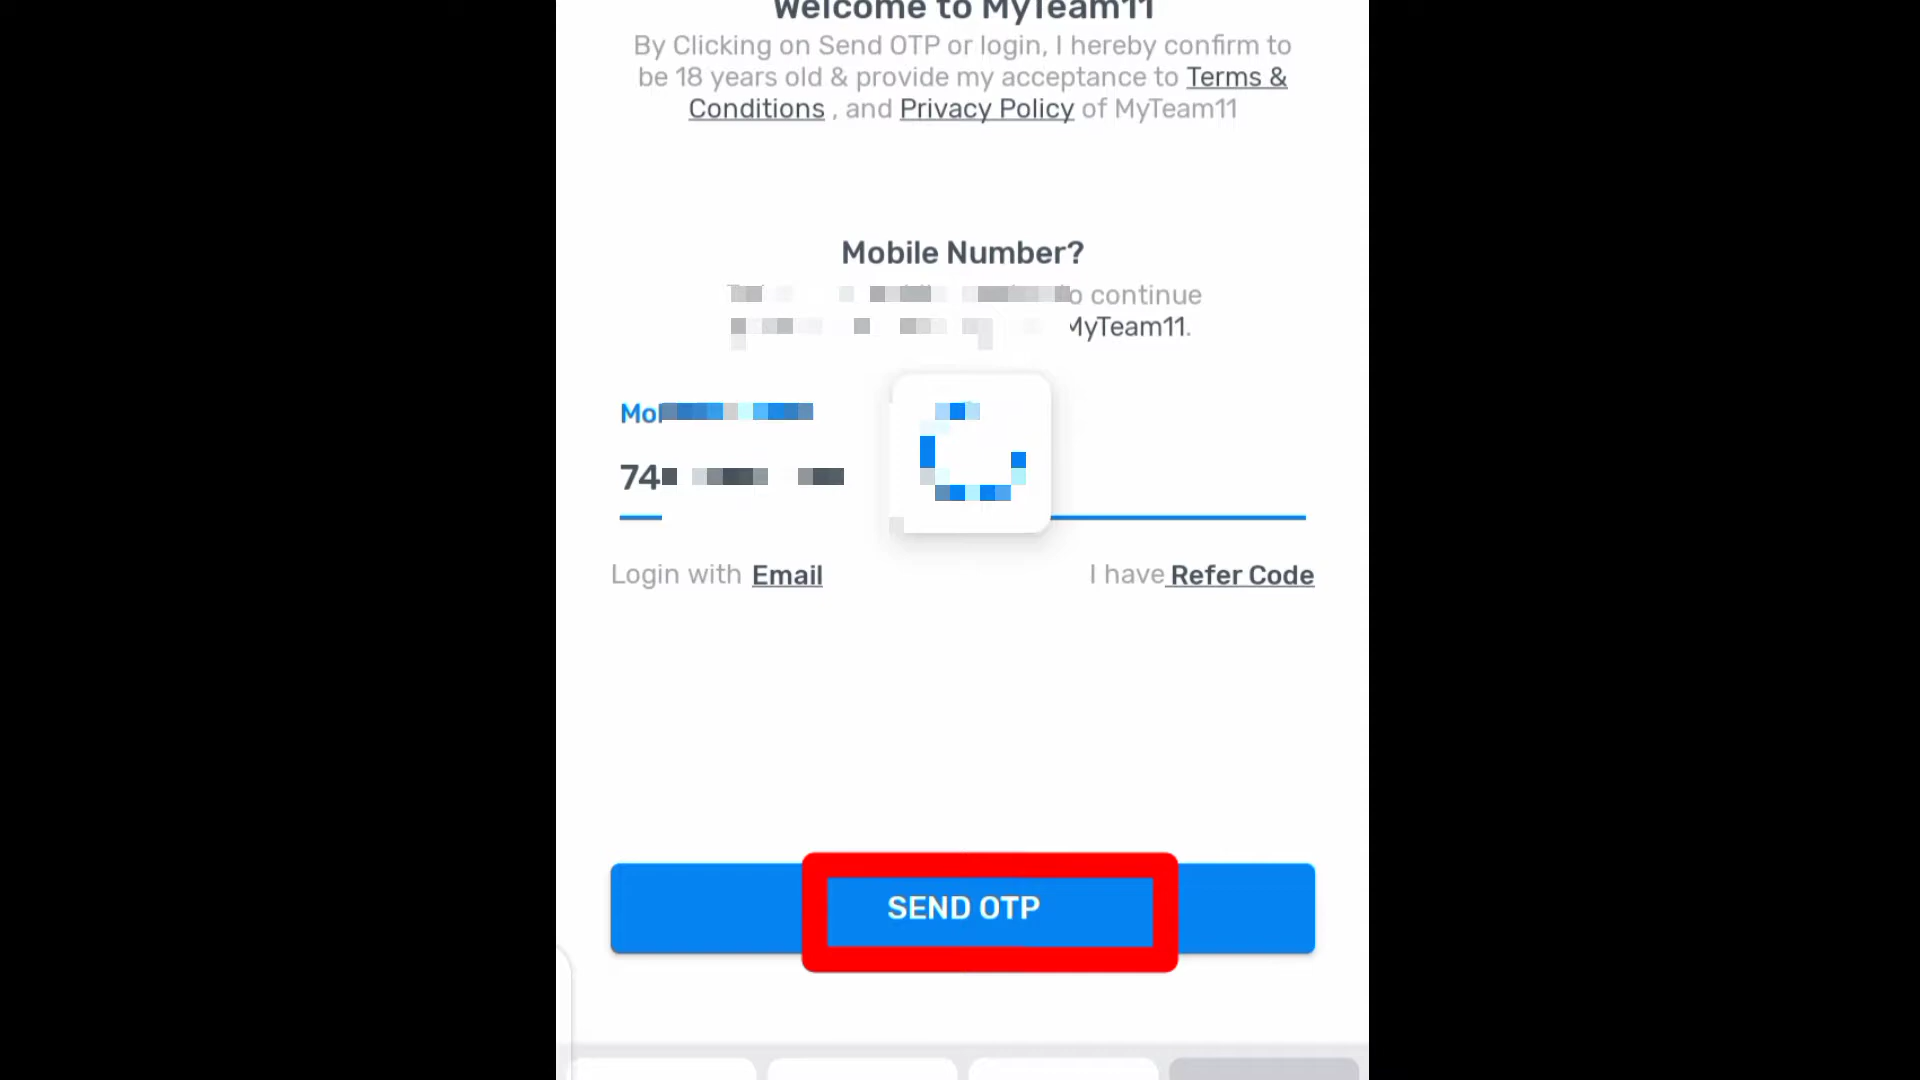 Welcome to MyTeam11
By Clicking on Send OTP or login, I hereby confirm to
be 18 years old & provide my acceptance to Terms &
Conditions , and Privacy Policy of MyTeam11
Mobile Number?
to continue
MyTeam11.
74
Login with Email
I have Refer Code
SEND OTP